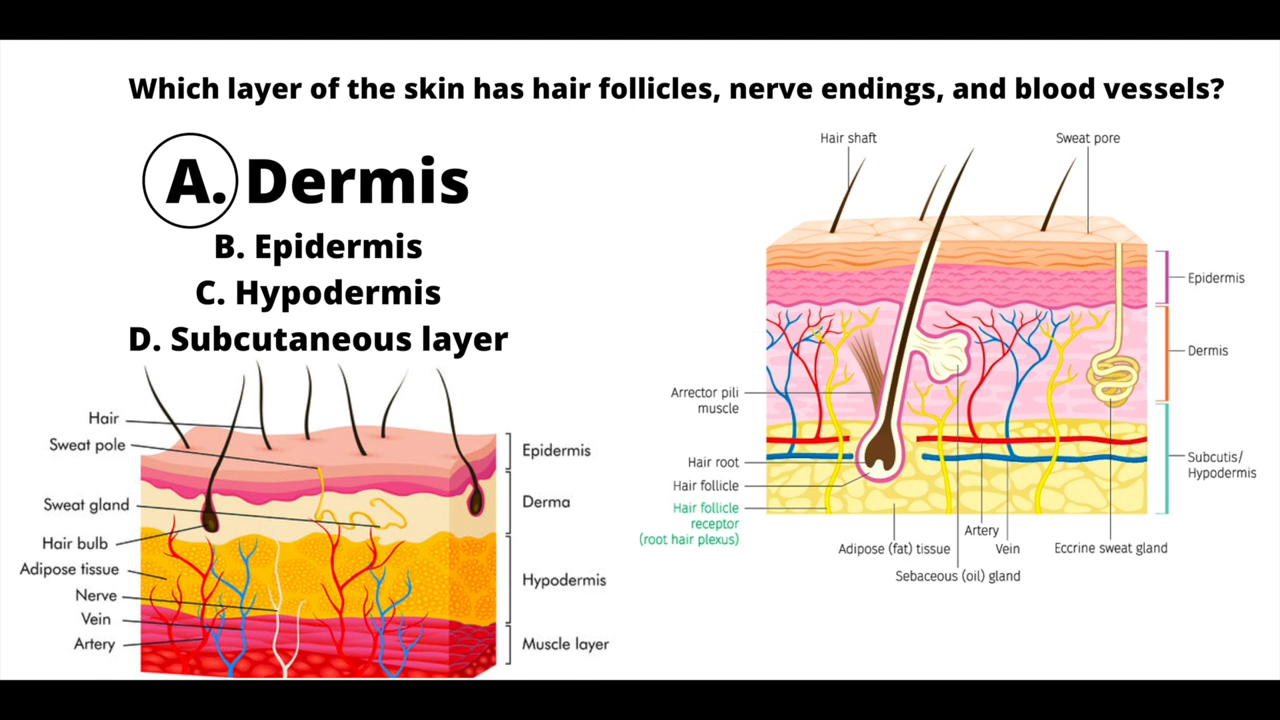 Which layer of the skin has hair follicles, nerve endings, and blood vessels?
A. Dermis
B. Epidermis
C. Hypodermis
D. Subcutaneous layer
Hair
Sweat pole
Sweat gland
Hair bulb
Adipose tissue
Nerve
Vein
Artery
Epidermis
Derma
Hypodermis
Muscle layer
Hair shaft
Sweat pore
Arrector pili
muscle
Hair root
Hair follicle
Hair follicle
receptor
(root hair plexus)
Adipose (fat) tissue
Sebaceous (oil) gland
Artery
Vein
Eccrine sweat gland
Epidermis
Dermis
Subcutis/
Hypodermis